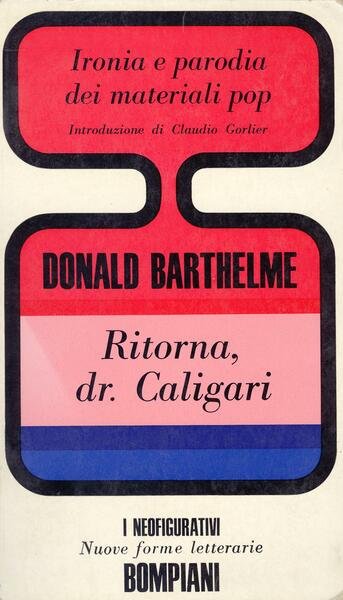 Ironia e parodia
dei materiali pop
Introduzione di Claudio Gorlier
DONALD BARTHELME
Ritorna,
dr. Caligari
I NEOFIGURATIVI
Nuove forme letterarie
BOMPIANI